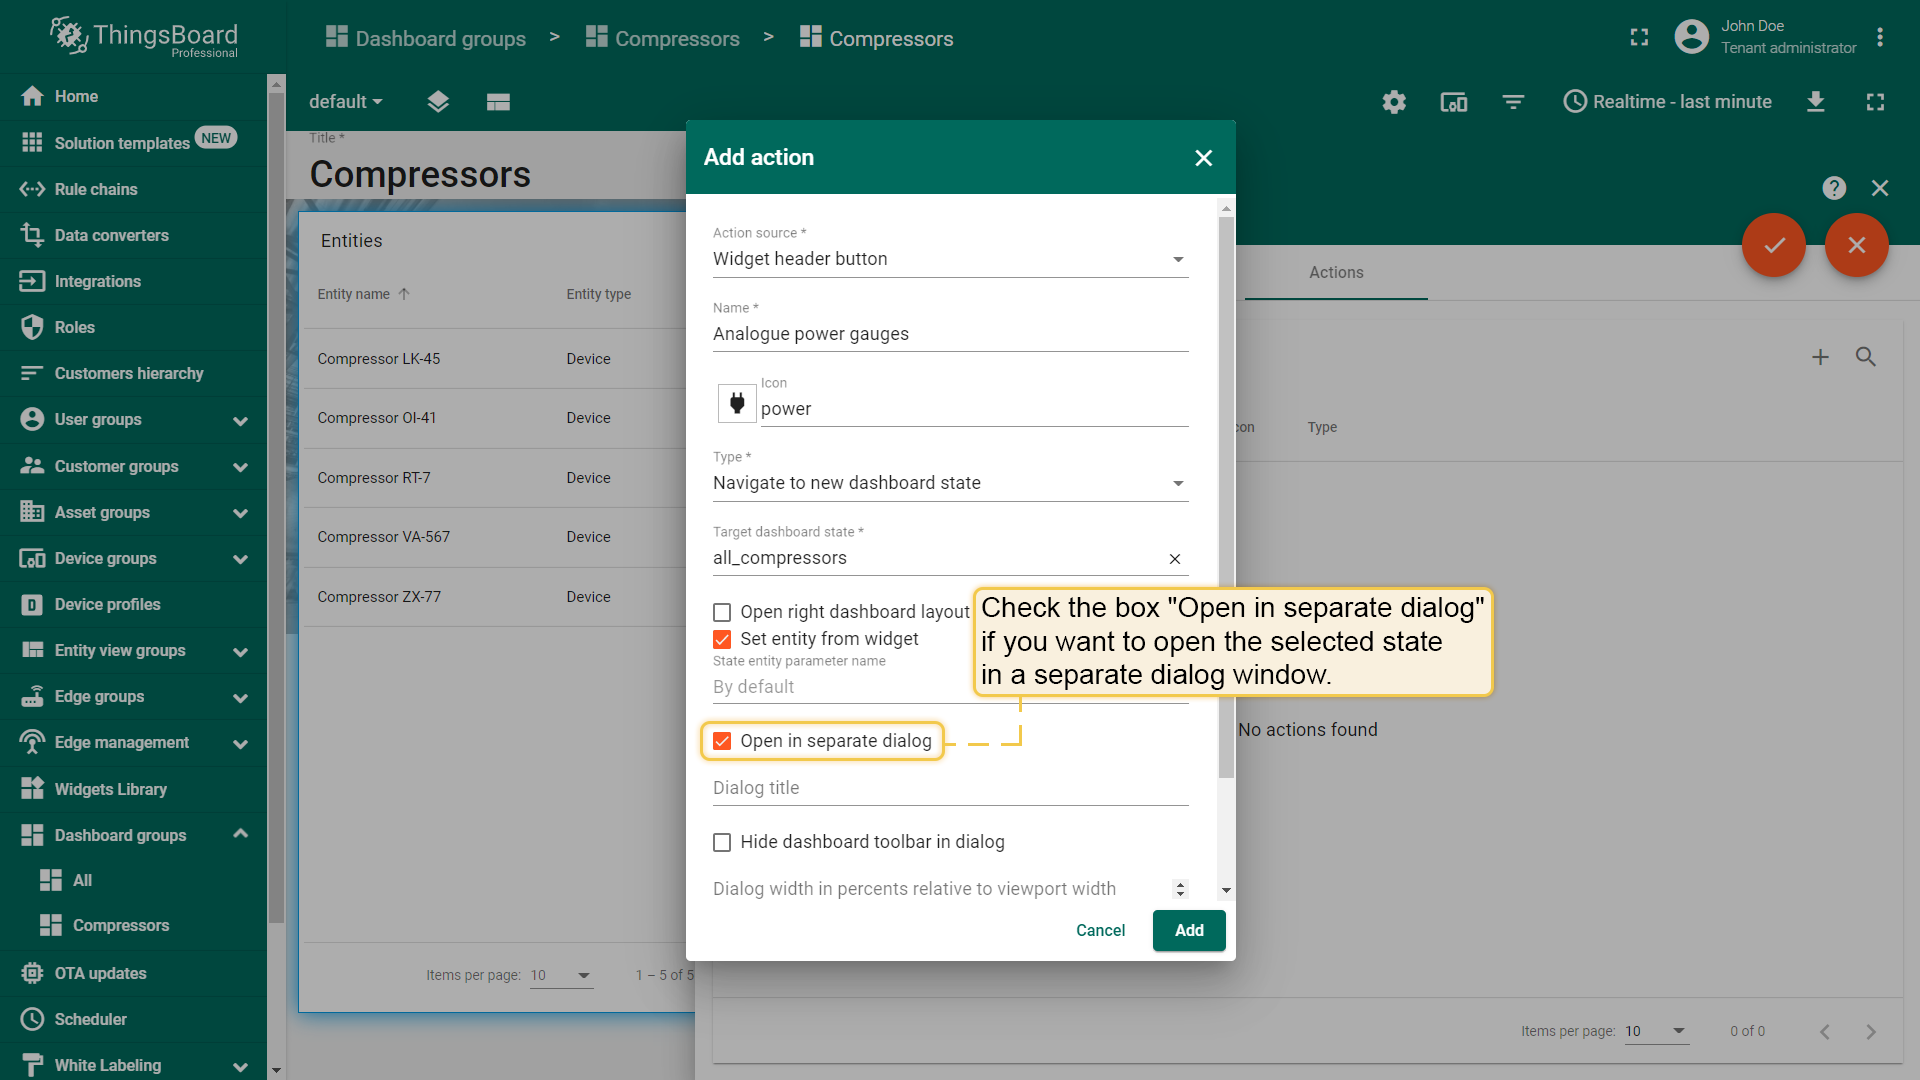 ThingsBoard
Professional
Dashboard groups > Compressors > Compressors
John Doe
Tenant administrator
Home
Solution templates NEW
Rule chains
Data converters
Integrations
Roles
Customers hierarchy
User groups
Customer groups
Asset groups
Device groups
Device profiles
Entity view groups
Edge groups
Edge management
Widgets Library
Dashboard groups
All
Compressors
OTA updates
Scheduler
White Labeling
default
Realtime - last minute
Title *
Compressors
Entities
Entity name Entity type
Compressor LK-45 Device
Compressor OI-41 Device
Compressor RT-7 Device
Compressor VA-567 Device
Compressor ZX-77 Device
Items per page: 10 1 – 5 of 5
Add action
Action source *
Widget header button
Name *
Analogue power gauges
Icon
power
Type *
Navigate to new dashboard state
Target dashboard state *
all_compressors
Open right dashboard layout
Set entity from widget
State entity parameter name
By default
Open in separate dialog
Dialog title
Hide dashboard toolbar in dialog
Dialog width in percents relative to viewport width
Cancel Add
Check the box "Open in separate dialog"
if you want to open the selected state
in a separate dialog window.
Actions
con Type
No actions found
Items per page: 10 0 of 0